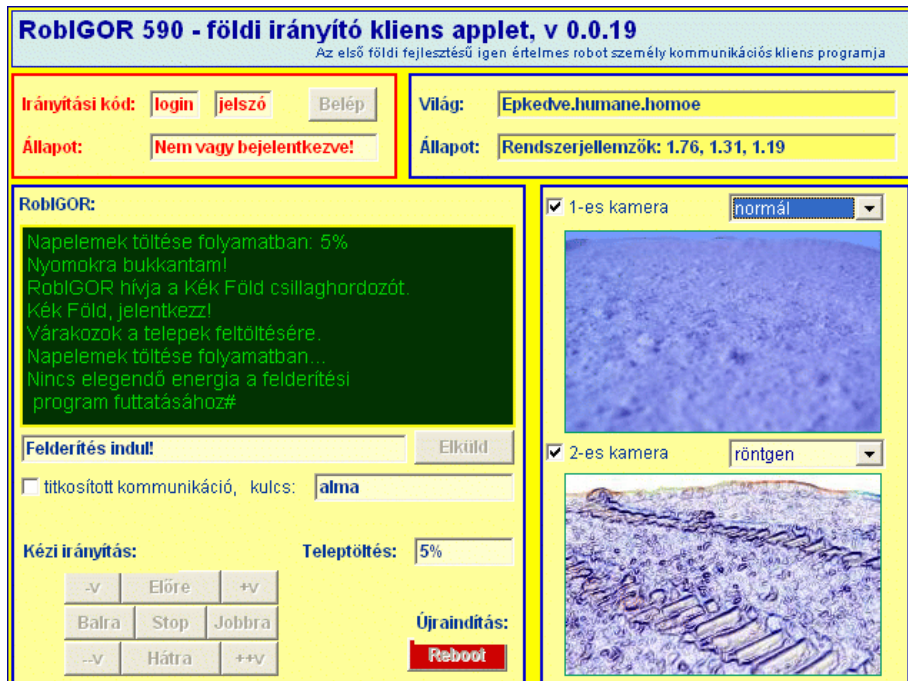 RobIGOR 590 - földi irányító kliens applet, v 0.0.19
Az első földi fejlesztésű igen értelmes robot személy kommunikációs kliens programja
Irányítási kód: login jelszó Belép
Állapot: Nem vagy bejelentkezve!
Világ: Epkedve.humane.homoe
Állapot: Rendszerjellemzők: 1.76, 1.31, 1.19
RobIGOR:
Napelemek töltése folyamatban: 5%
Nyomokra bukkantam!
RobIGOR hívja a Kék Föld csillaghordozót.
Kék Föld, jelentkezz!
Várakozok a telepek feltöltésére.
Napelemek töltése folyamatban...
Nincs elegendő energia a felderítési
program futtatásához#
Felderítés indul! Elküld
titkosított kommunikáció, kulcs: alma
Kézi irányítás: Teleptöltés: 5%
-v Előre +v
Balra Stop Jobbra
--v Hátra ++v
Újraindítás:
Reboot
1-es kamera normál
2-es kamera röntgen